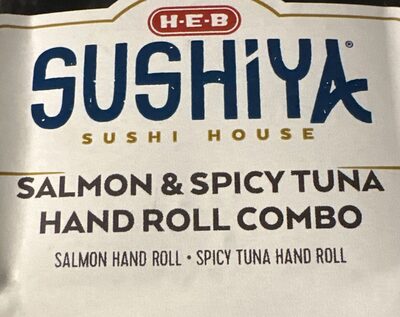 H-E-B
SUSHiYA®
SUSHI HOUSE
SALMON & SPICY TUNA
HAND ROLL COMBO
SALMON HAND ROLL • SPICY TUNA HAND ROLL